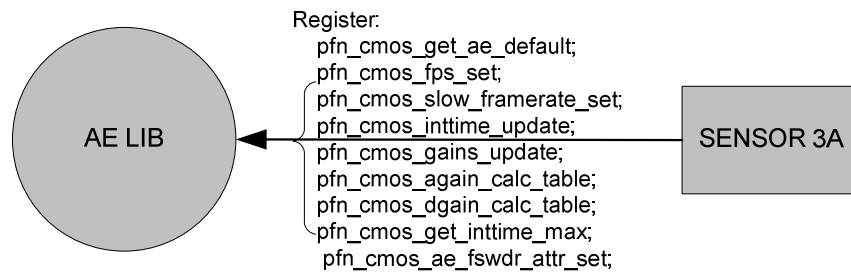 Register:
pfn_cmos_get_ae_default;
pfn_cmos_fps_set;
pfn_cmos_slow_framerate_set;
pfn_cmos_inttime_update;
pfn_cmos_gains_update;
pfn_cmos_again_calc_table;
pfn_cmos_dgain_calc_table;
pfn_cmos_get_inttime_max;
pfn_cmos_ae_fswdr_attr_set;
AE LIB
SENSOR 3A